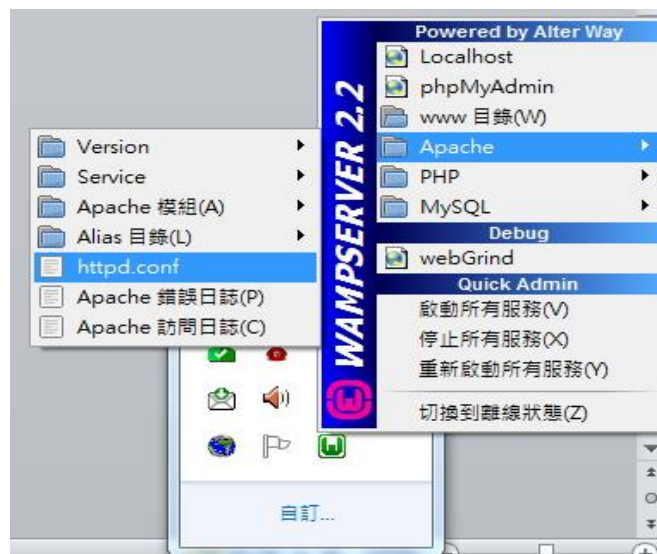 Powered by Alter Way
Localhost
phpMyAdmin
www 目錄(W)
Apache
PHP
MySQL
Debug
webGrind
Quick Admin
啟動所有服務(V)
停止所有服務(X)
重新啟動所有服務(Y)
切換到離線狀態(Z)
WAMPSERVER 2.2
Version
Service
Apache 模組(A)
Alias 目錄(L)
httpd.conf
Apache 錯誤日誌(P)
Apache 訪問日誌(C)
自訂...